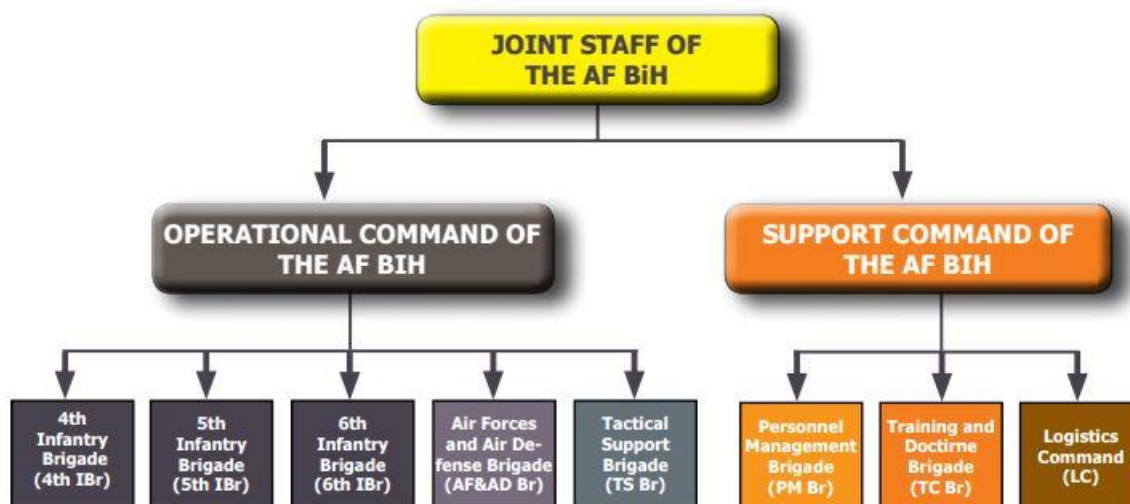 JOINT STAFF OF
THE AF BiH
OPERATIONAL COMMAND OF
THE AF BIH
SUPPORT COMMAND OF
THE AF BIH
4th
Infantry
Brigade
(4th IBr)
5th
Infantry
Brigade
(5th IBr)
6th
Infantry
Brigade
(6th IBr)
Air Forces
and Air De-
fense Brigade
(AF&AD Br)
Tactical
Support
Brigade
(TS Br)
Personnel
Management
Brigade
(PM Br)
Training and
Doctirne
Brigade
(TC Br)
Logistics
Command
(LC)